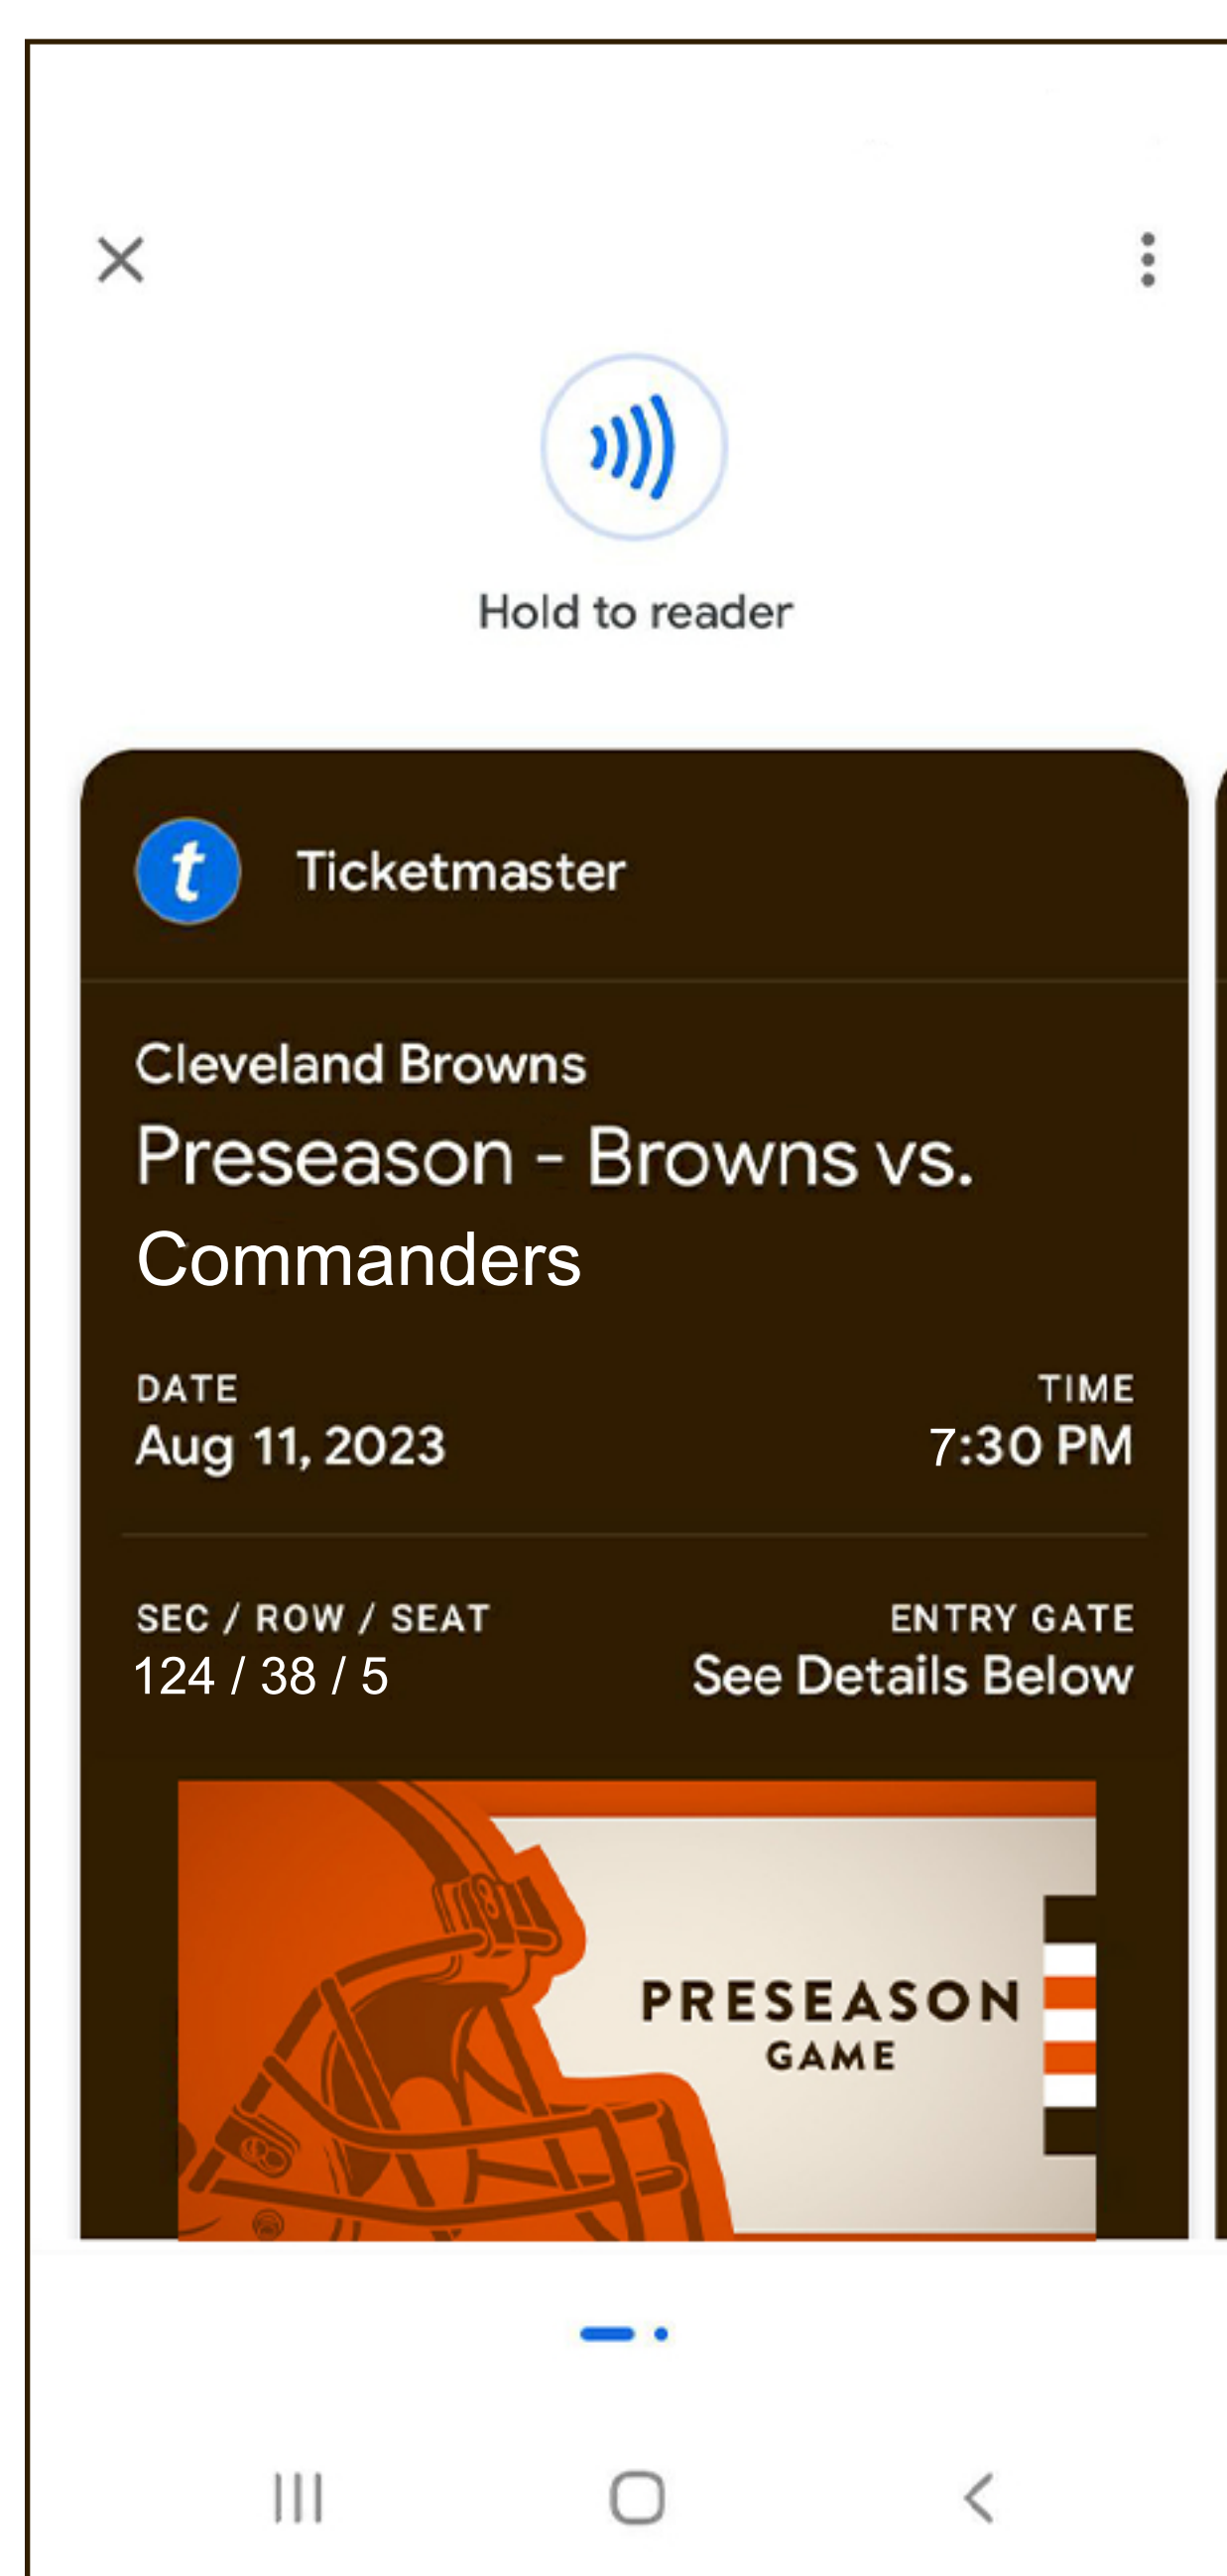 Hold to reader
t Ticketmaster
Cleveland Browns
Preseason - Browns vs.
Commanders
DATE TIME
Aug 11, 2023 7:30 PM
SEC / ROW / SEAT ENTRY GATE
124 / 38 / 5 See Details Below
PRESEASON
GAME